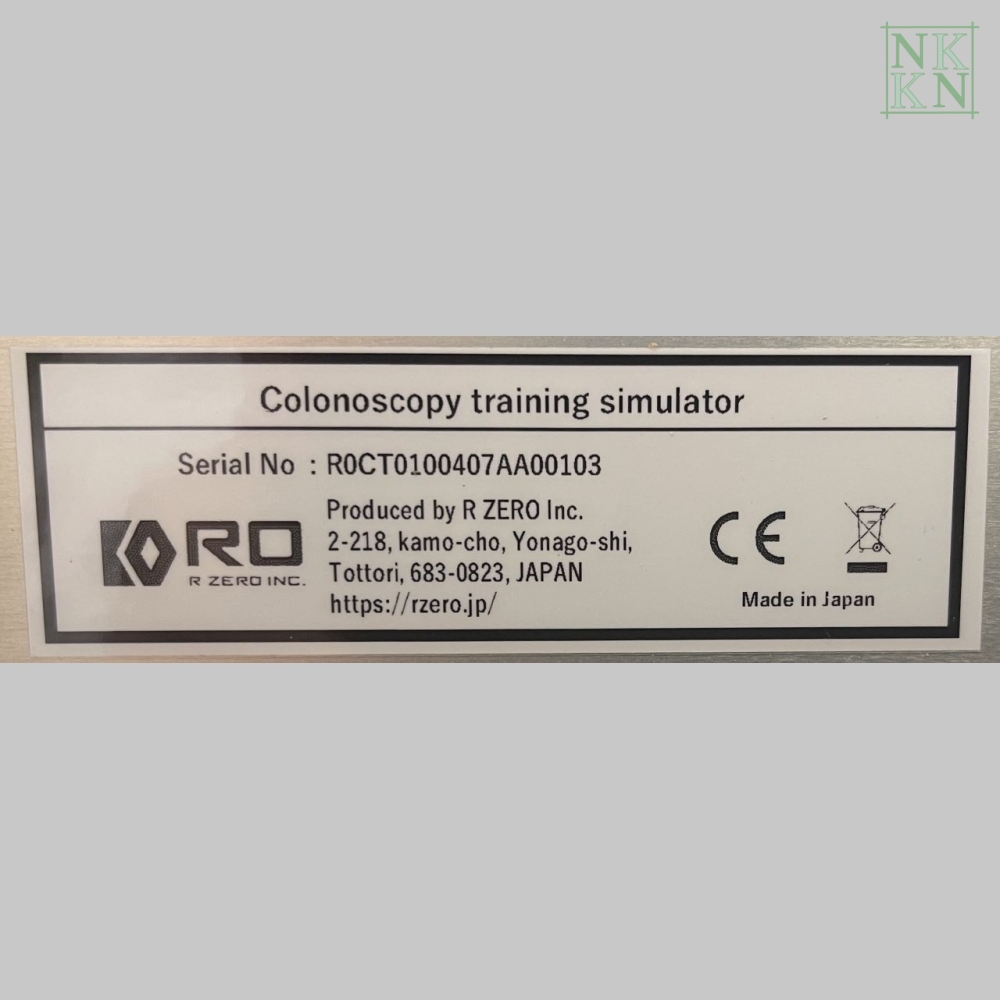 NK
KN
Colonoscopy training simulator
Serial No : R0CT0100407AA00103
Produced by R ZERO Inc.
2-218, kamo-cho, Yonago-shi,
Tottori, 683-0823, JAPAN
https://rzero.jp/
RO
R ZERO INC.
CE
Made in Japan